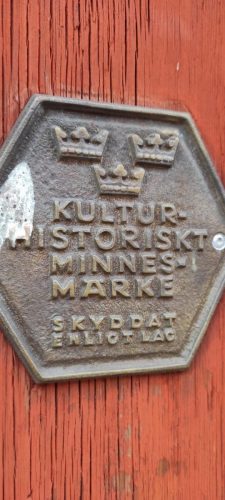 KULTUR-
HISTORISKT
MINNES-
MÄRKE
SKYDDAT
ENLIGT LAG